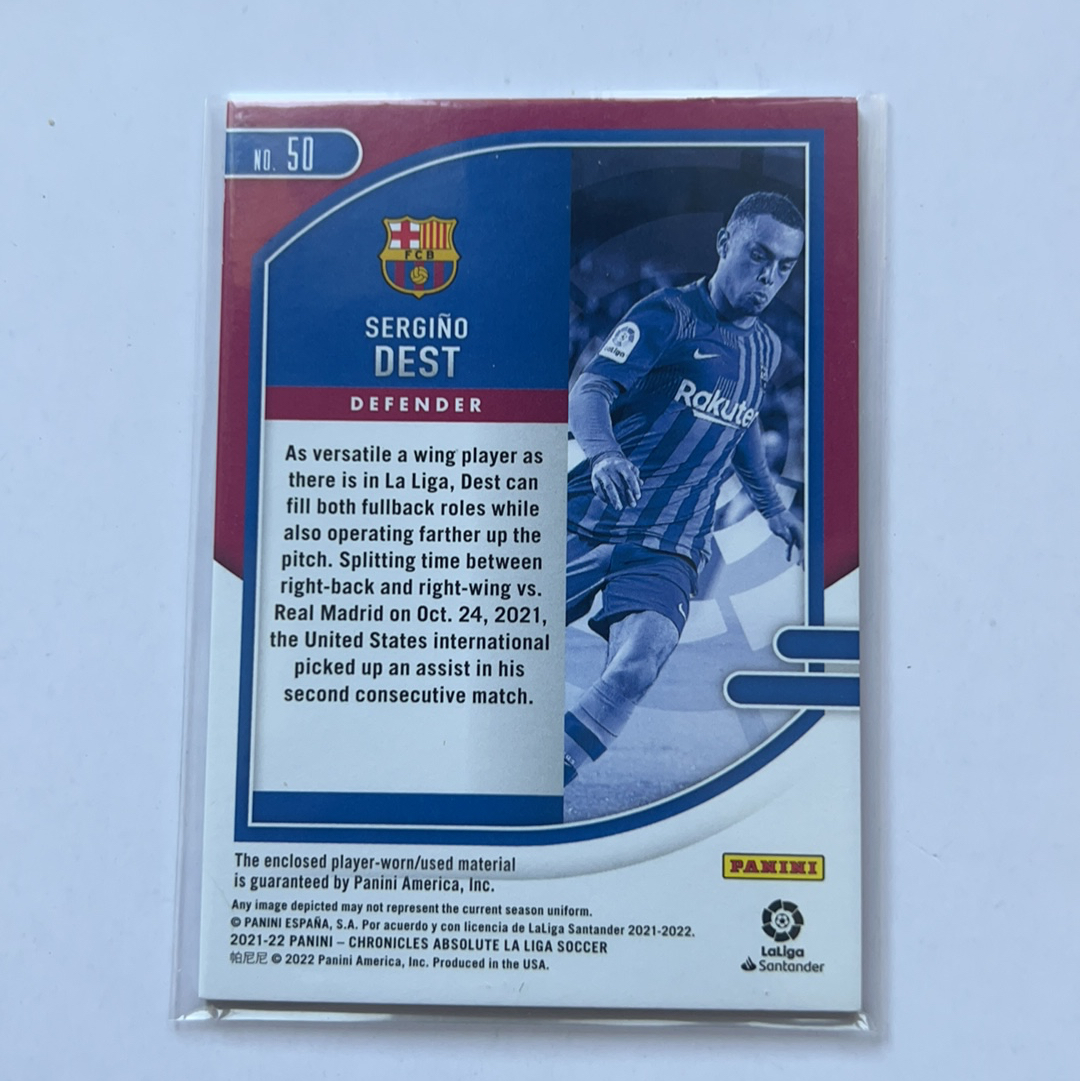 NO. 50
FCB
SERGIÑO
DEST
DEFENDER
As versatile a wing player as
there is in La Liga, Dest can
fill both fullback roles while
also operating farther up the
pitch. Splitting time between
right-back and right-wing vs.
Real Madrid on Oct. 24, 2021,
the United States international
picked up an assist in his
second consecutive match.
LaLiga
Rakute
The enclosed player-worn/used material
is guaranteed by Panini America, Inc.
Any image depicted may not represent the current season uniform.
© PANINI ESPAÑA, S.A. Por acuerdo y con licencia de LaLiga Santander 2021-2022.
2021-22 PANINI – CHRONICLES ABSOLUTE LA LIGA SOCCER
帕尼尼 © 2022 Panini America, Inc. Produced in the USA.
PANINI
LaLiga
Santander